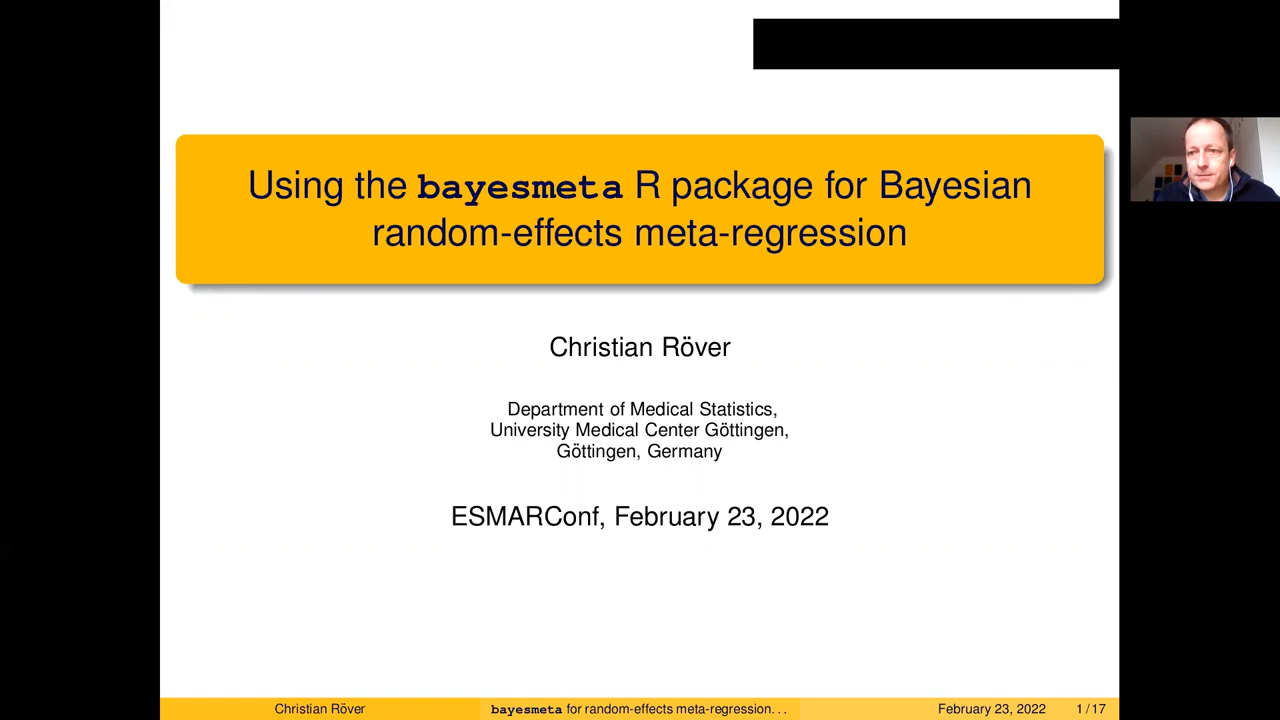 Using the bayesmeta R package for Bayesian
random-effects meta-regression
Christian Röver
Department of Medical Statistics,
University Medical Center Göttingen,
Göttingen, Germany
ESMARConf, February 23, 2022
Christian Röver
bayesmeta for random-effects meta-regression. . .
February 23, 2022
1 / 17